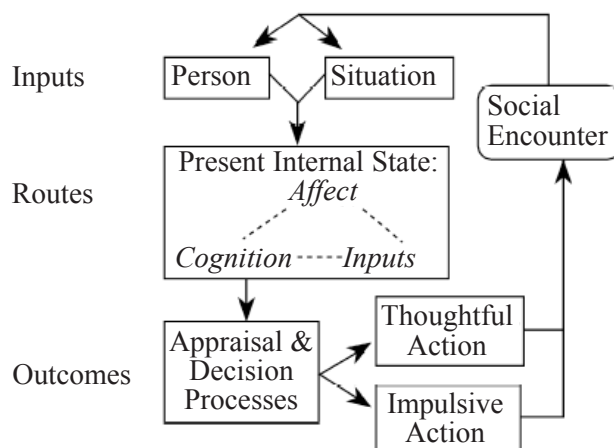 Inputs
Person
Situation
Social
Encounter
Routes
Present Internal State:
Affect
Cognition
Inputs
Outcomes
Appraisal &
Decision
Processes
Thoughtful
Action
Impulsive
Action